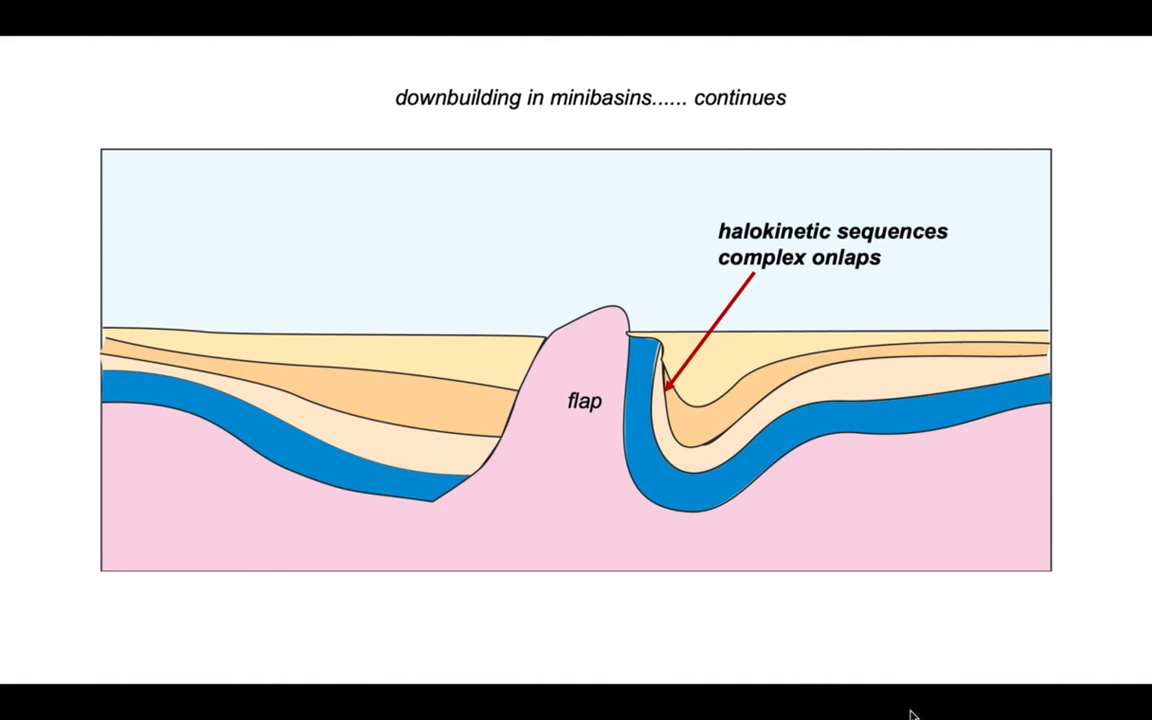 downbuilding in minibasins...... continues
halokinetic sequences
complex onlaps
flap